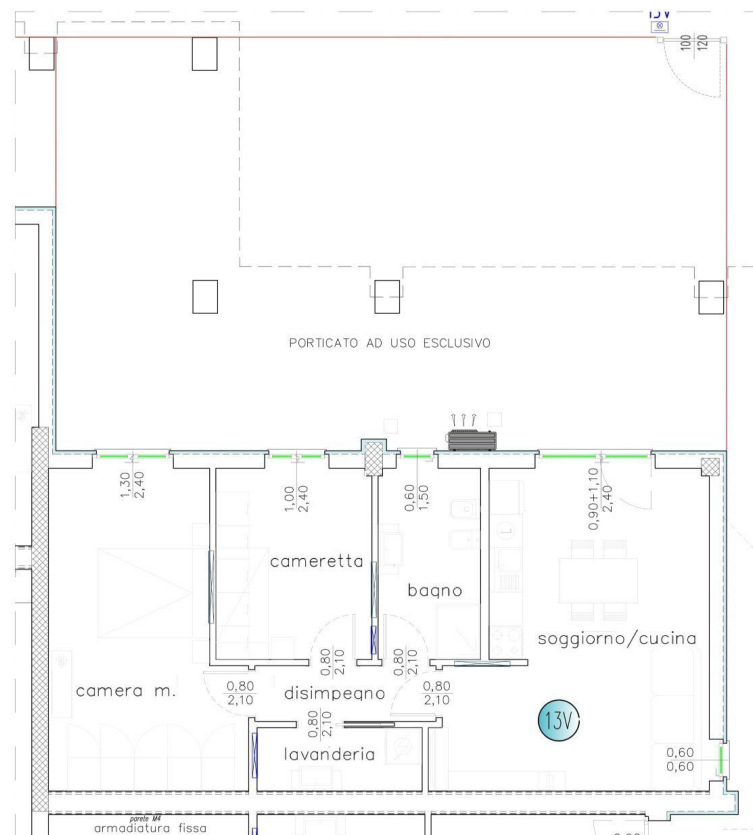 13V
100
120
PORTICATO AD USO ESCLUSIVO
1,30
2,40
1,00
2,40
0,60
1,50
0,90+1,10
2,40
cameretta
bagno
soggiorno/cucina
0,80
2,10
0,80
2,10
camera m.
0,80
2,10
disimpegno
0,80
2,10
13V
0,80
2,10
lavanderia
0,60
0,60
parete M4
armadiatura fissa